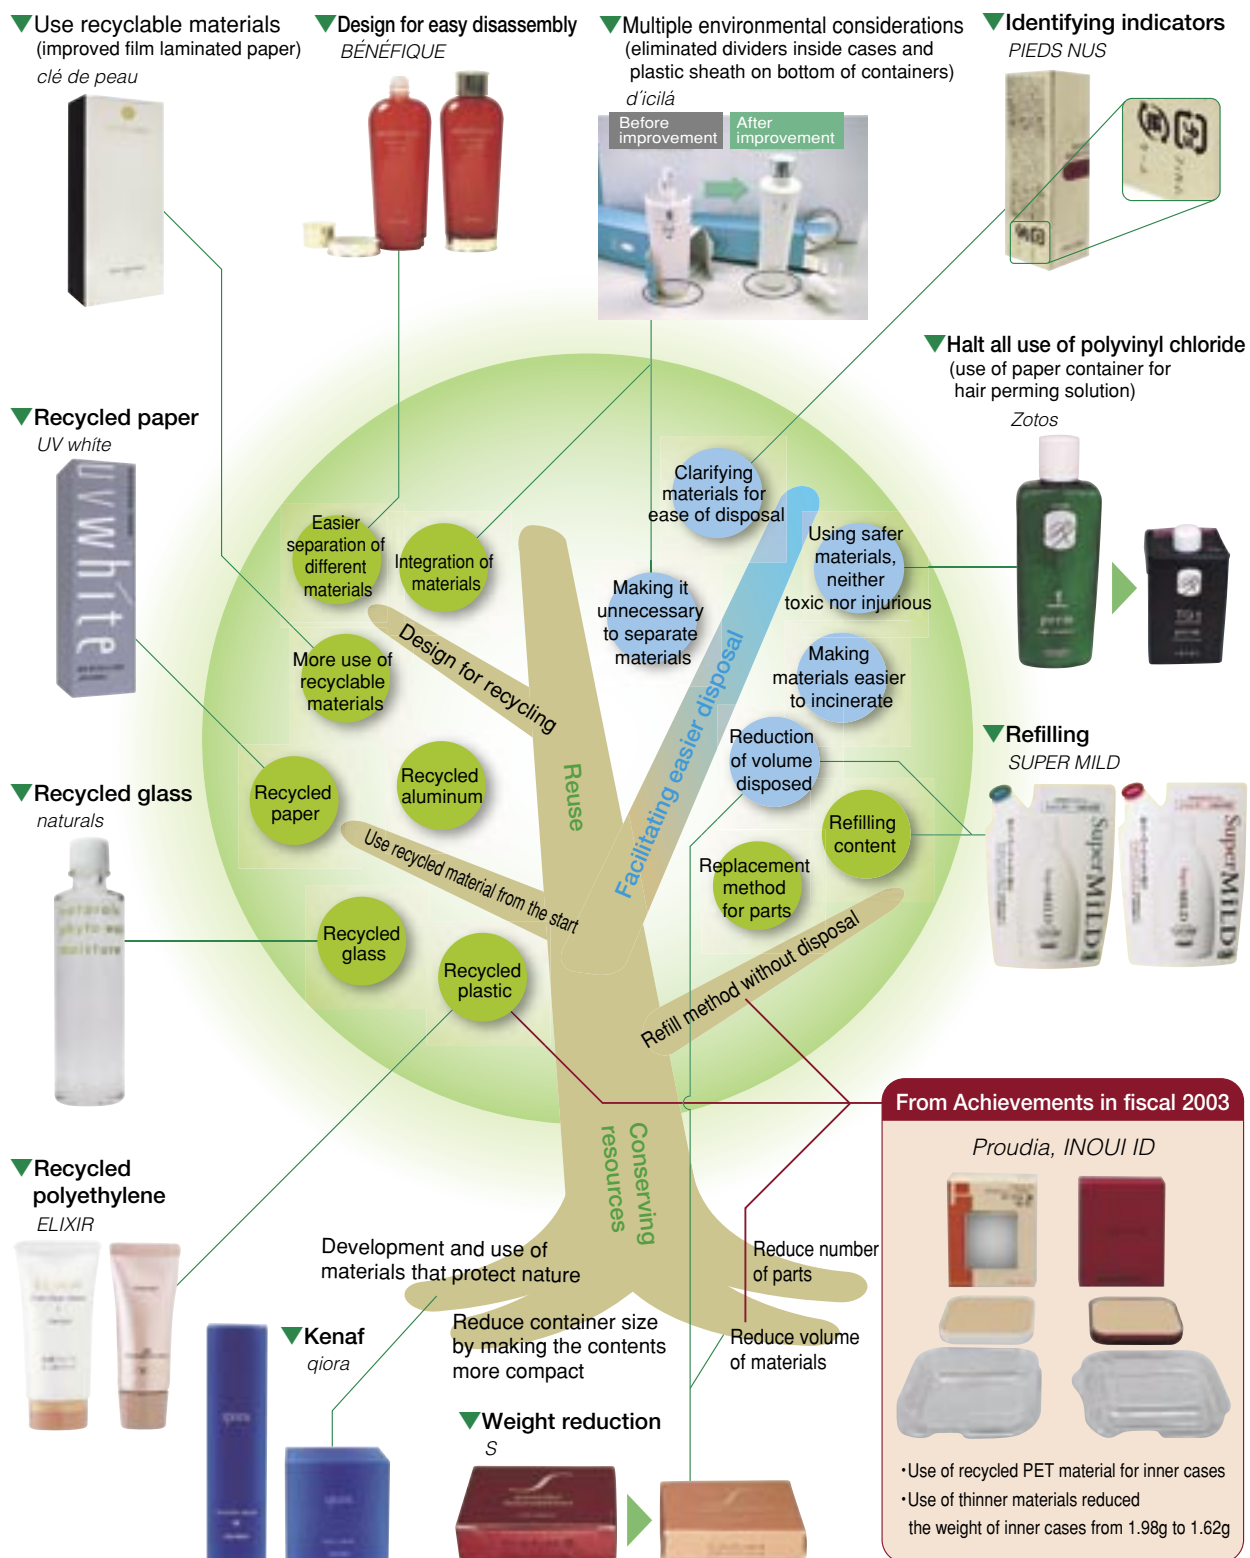 ▼Use recyclable materials
(improved film laminated paper)
clé de peau
▼Design for easy disassembly
BÉNÉFIQUE
▼Multiple environmental considerations
(eliminated dividers inside cases and
plastic sheath on bottom of containers)
d'icilá
Before
improvement
After
improvement
▼Identifying indicators
PIEDS NUS
▼Halt all use of polyvinyl chloride
(use of paper container for
hair perming solution)
Zotos
▼Recycled paper
UV whíte
uvwhíte
Clarifying
materials for
ease of disposal
Easier
separation of
different
materials
Integration of
materials
Using safer
materials,
neither
toxic nor injurious
Making it
unnecessary
to separate
materials
Design for recycling
More use of
recyclable
materials
Making
materials easier
to incinerate
Facilitating easier disposal
Reuse
Reduction
of volume
disposed
▼Refilling
SUPER MILD
SuperMiLD
SuperMiLD
Recycled
aluminum
Recycled
paper
▼Recycled glass
naturals
naturals
phyto
moisture
Refilling
content
Use recycled material from the start
Replacement
method
for parts
Recycled
glass
Recycled
plastic
Refill method without disposal
Conserving
resources
From Achievements in fiscal 2003
Proudia, INOUI ID
▼Recycled
polyethylene
ELIXIR
Development and use of
materials that protect nature
Reduce number
of parts
Reduce container size
by making the contents
more compact
Reduce volume
of materials
▼Kenaf
qiora
▼Weight reduction
S
・Use of recycled PET material for inner cases
・Use of thinner materials reduced
the weight of inner cases from 1.98g to 1.62g